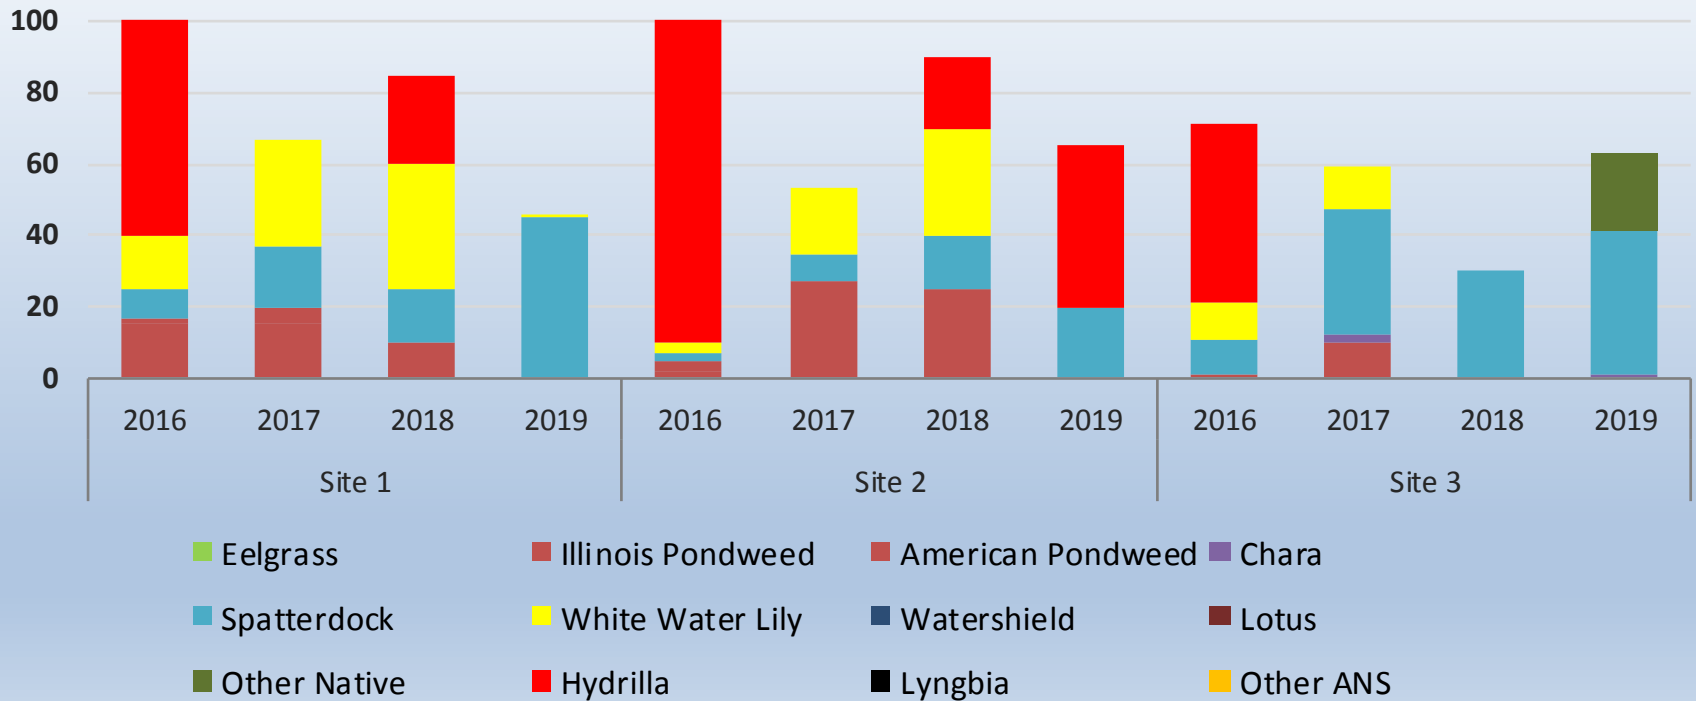 100
80
60
40
20
0
2016 2017 2018 2019 2016 2017 2018 2019 2016 2017 2018 2019
Site 1 Site 2 Site 3
Eelgrass Illinois Pondweed American Pondweed Chara
Spatterdock White Water Lily Watershield Lotus
Other Native Hydrilla Lyngbia Other ANS